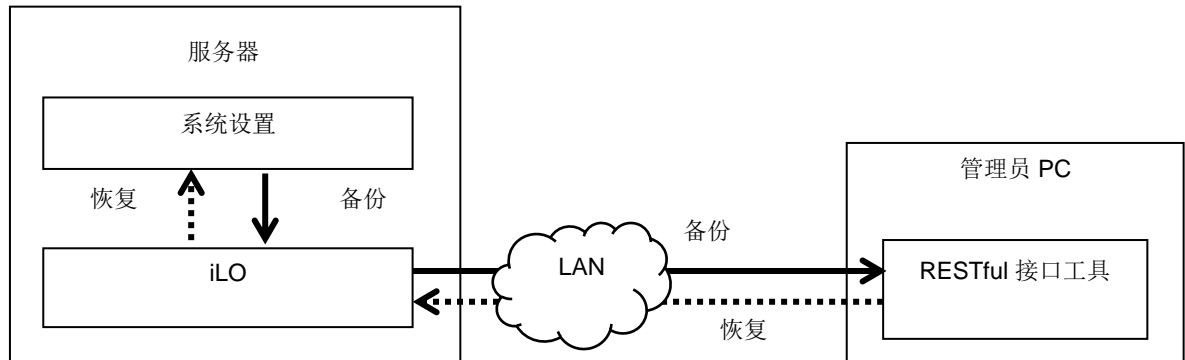 服务器
系统设置
恢复
备份
iLO
LAN
备份
恢复
管理员 PC
RESTful 接口工具